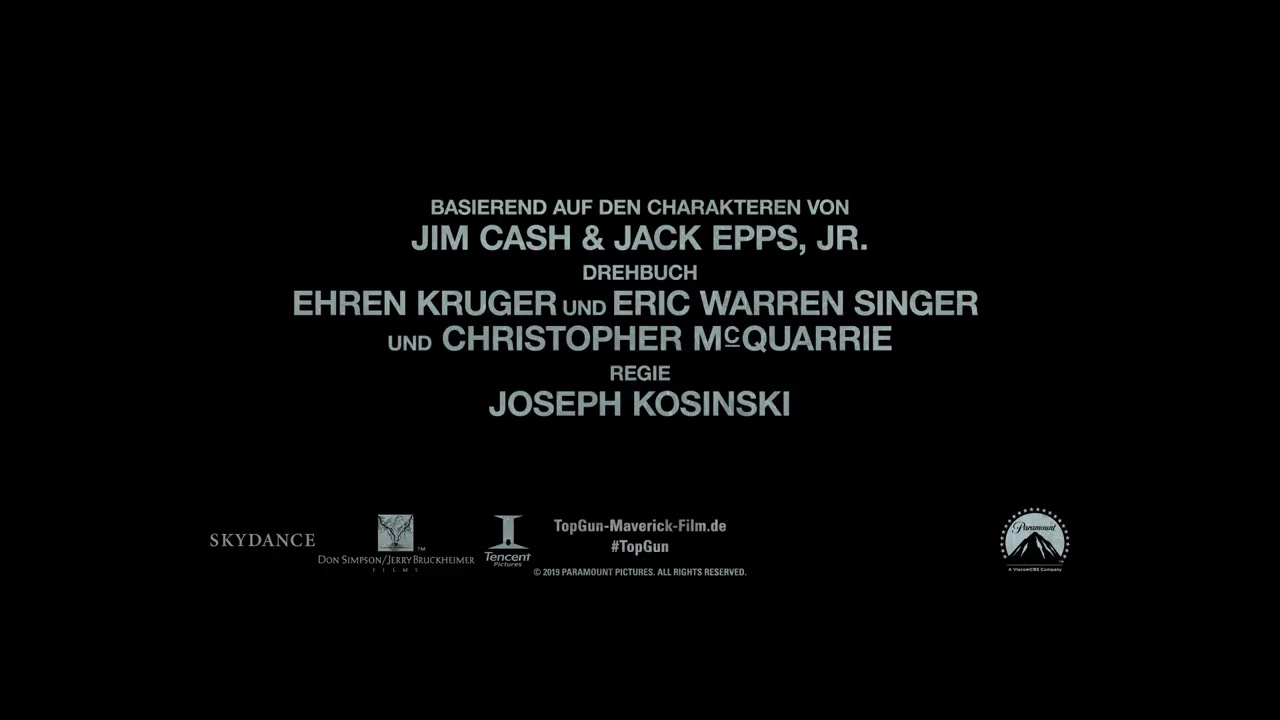 BASIEREND AUF DEN CHARAKTEREN VON
JIM CASH & JACK EPPS, JR.
DREHBUCH
EHREN KRUGER UND ERIC WARREN SINGER
UND CHRISTOPHER McQUARRIE
REGIE
JOSEPH KOSINSKI
SKYDANCE
DON SIMPSON/JERRY BRUCKHEIMER
FILMS
™
Tencent
Pictures
TopGun-Maverick-Film.de
#TopGun
© 2019 PARAMOUNT PICTURES. ALL RIGHTS RESERVED.
Paramount
™
A ViacomCBS Company